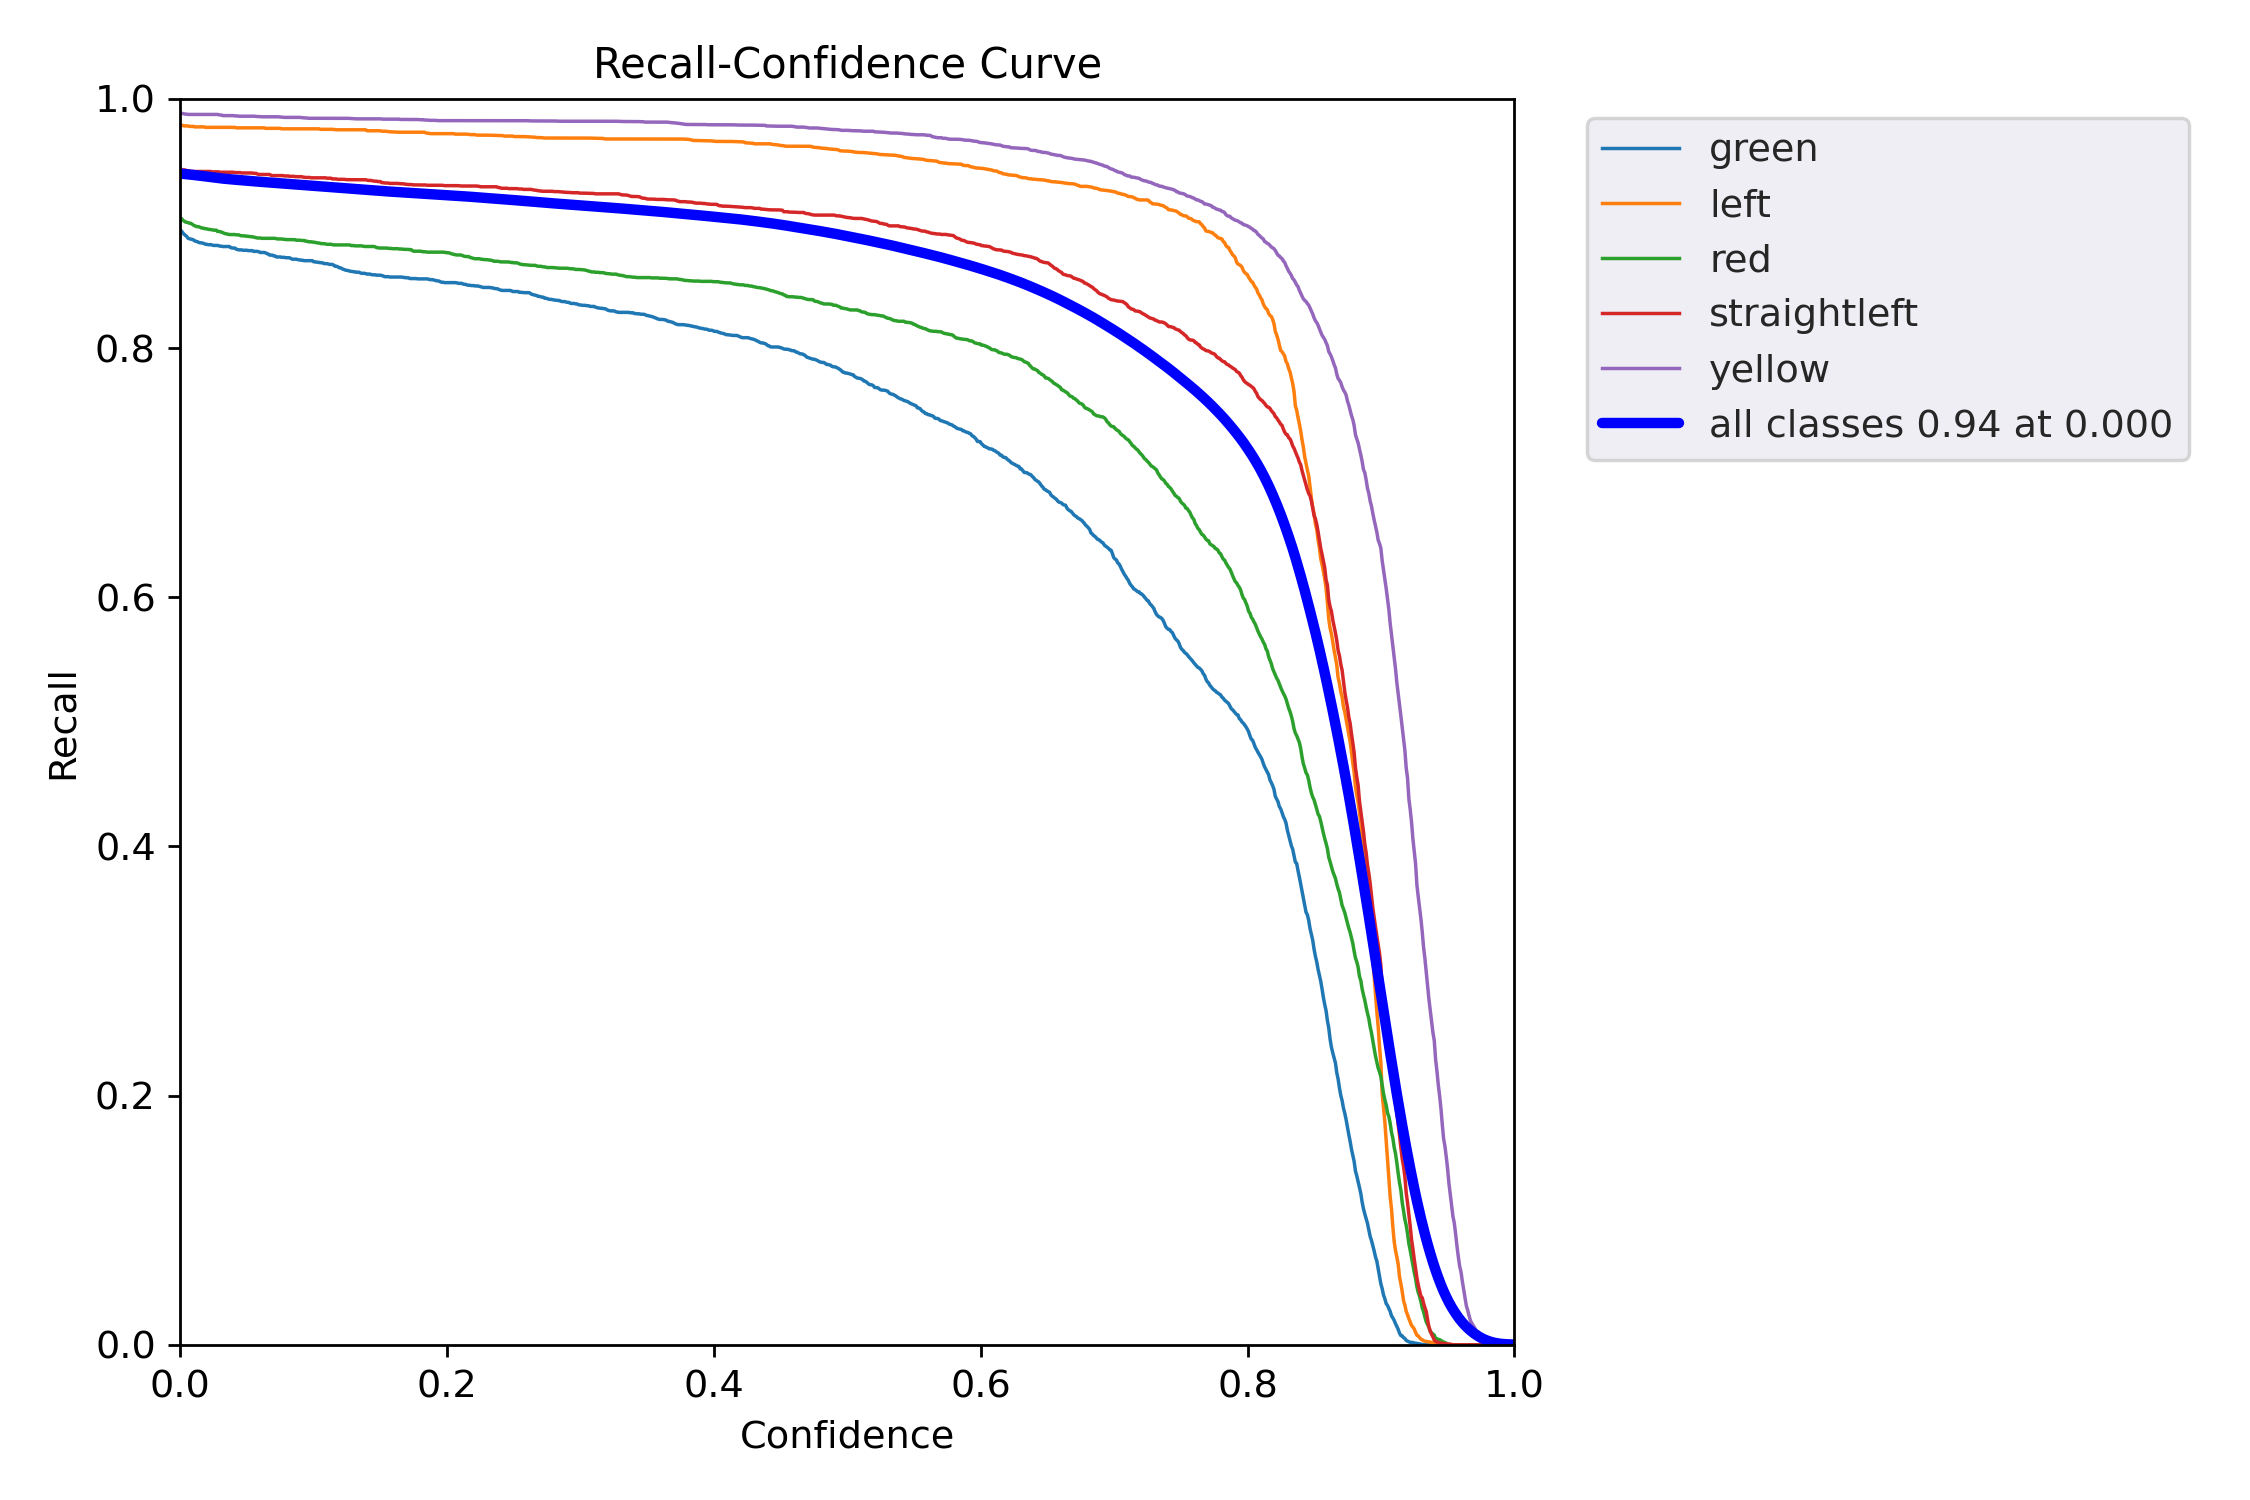 Recall-Confidence Curve
1.0
0.8
0.6
0.4
0.2
0.0
Recall
0.0 0.2 0.4 0.6 0.8 1.0
Confidence
green
left
red
straightleft
yellow
all classes 0.94 at 0.000